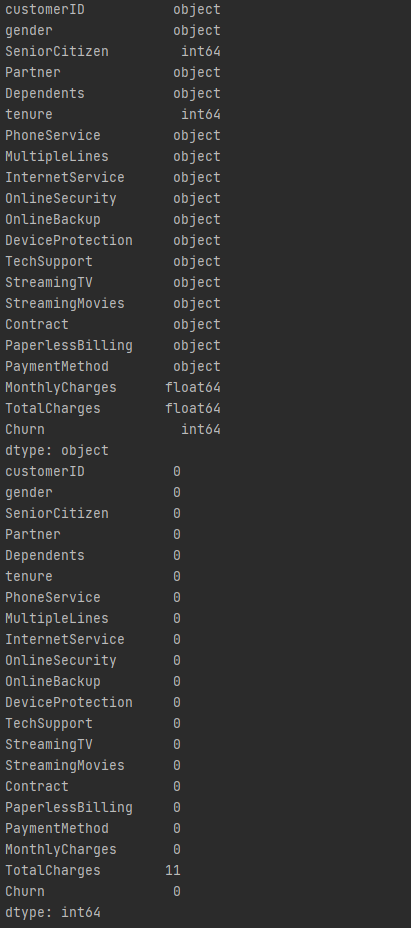 customerID object
gender object
SeniorCitizen int64
Partner object
Dependents object
tenure int64
PhoneService object
MultipleLines object
InternetService object
OnlineSecurity object
OnlineBackup object
DeviceProtection object
TechSupport object
StreamingTV object
StreamingMovies object
Contract object
PaperlessBilling object
PaymentMethod object
MonthlyCharges float64
TotalCharges float64
Churn int64
dtype: object
customerID 0
gender 0
SeniorCitizen 0
Partner 0
Dependents 0
tenure 0
PhoneService 0
MultipleLines 0
InternetService 0
OnlineSecurity 0
OnlineBackup 0
DeviceProtection 0
TechSupport 0
StreamingTV 0
StreamingMovies 0
Contract 0
PaperlessBilling 0
PaymentMethod 0
MonthlyCharges 0
TotalCharges 11
Churn 0
dtype: int64